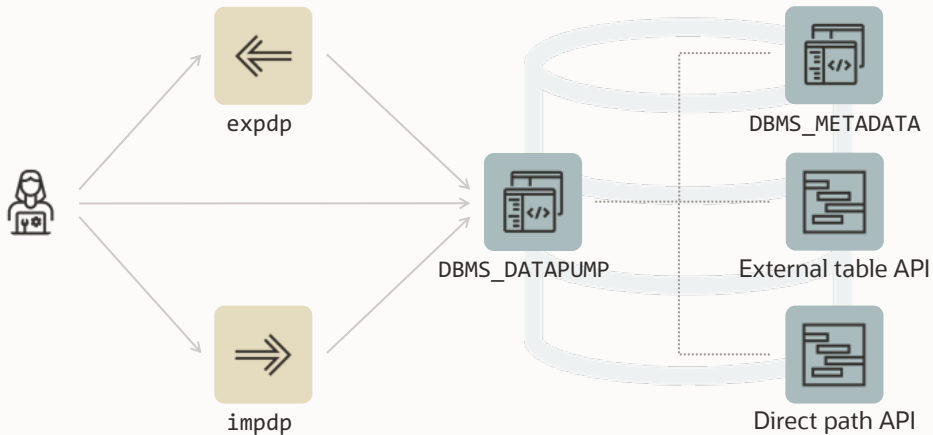 expdp
DBMS_METADATA
DBMS_DATAPUMP
External table API
impdp
Direct path API